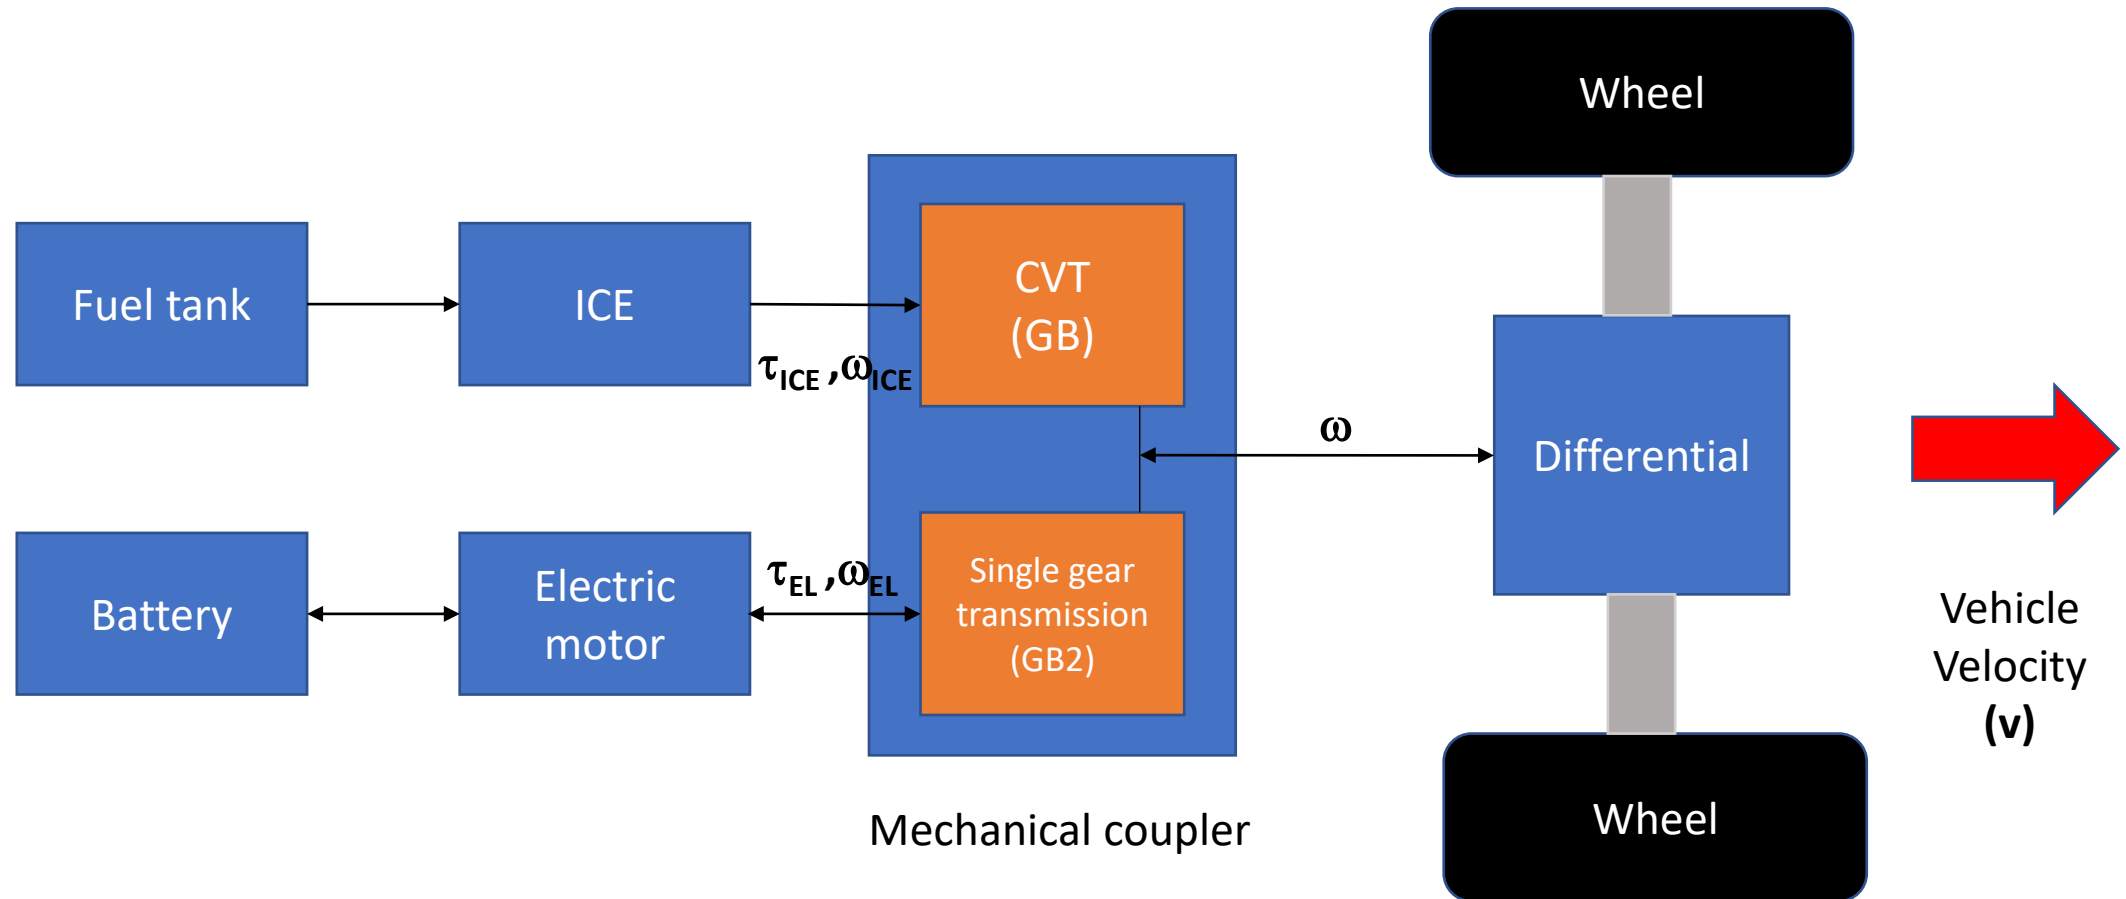 Wheel
Fuel tank
ICE
CVT
(GB)
τICE ,ωICE
ω
Differential
Battery
Electric
motor
τEL ,ωEL
Single gear
transmission
(GB2)
Vehicle
Velocity
(v)
Mechanical coupler
Wheel